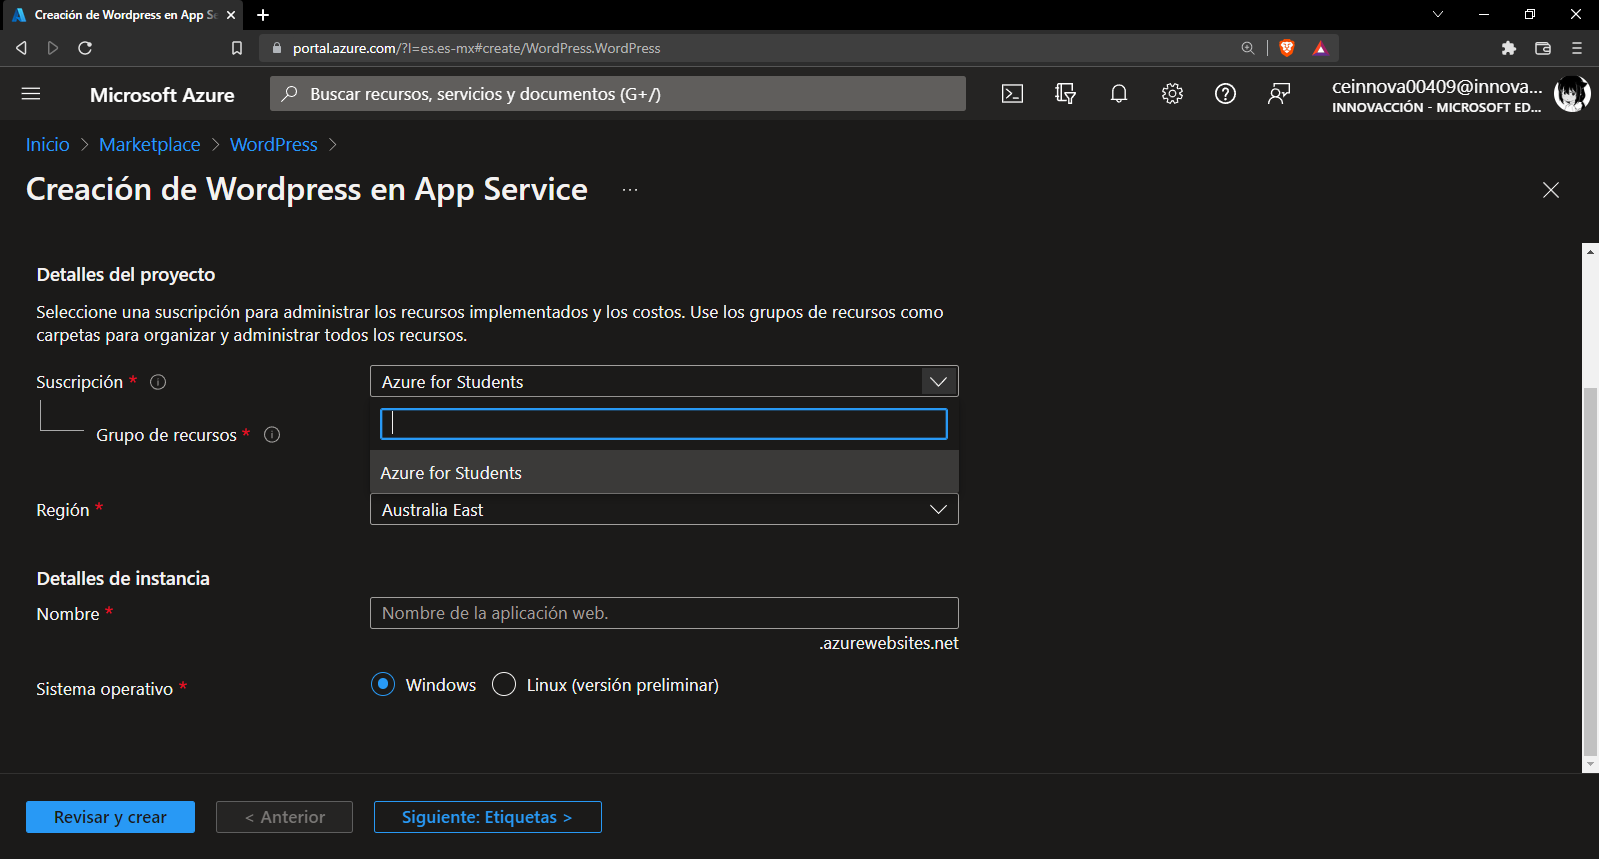 Creación de Wordpress en App Se
portal.azure.com/?l=es.es-mx#create/WordPress.WordPress
Microsoft Azure
Buscar recursos, servicios y documentos (G+/)
ceinnova00409@innova...
INNOVACCIÓN - MICROSOFT ED...
Inicio > Marketplace > WordPress >
Creación de Wordpress en App Service ...
Detalles del proyecto
Seleccione una suscripción para administrar los recursos implementados y los costos. Use los grupos de recursos como
carpetas para organizar y administrar todos los recursos.
Suscripción *
Azure for Students
Grupo de recursos *
Azure for Students
Región *
Australia East
Detalles de instancia
Nombre *
Nombre de la aplicación web.
.azurewebsites.net
Sistema operativo *
Windows
Linux (versión preliminar)
Revisar y crear
< Anterior
Siguiente: Etiquetas >